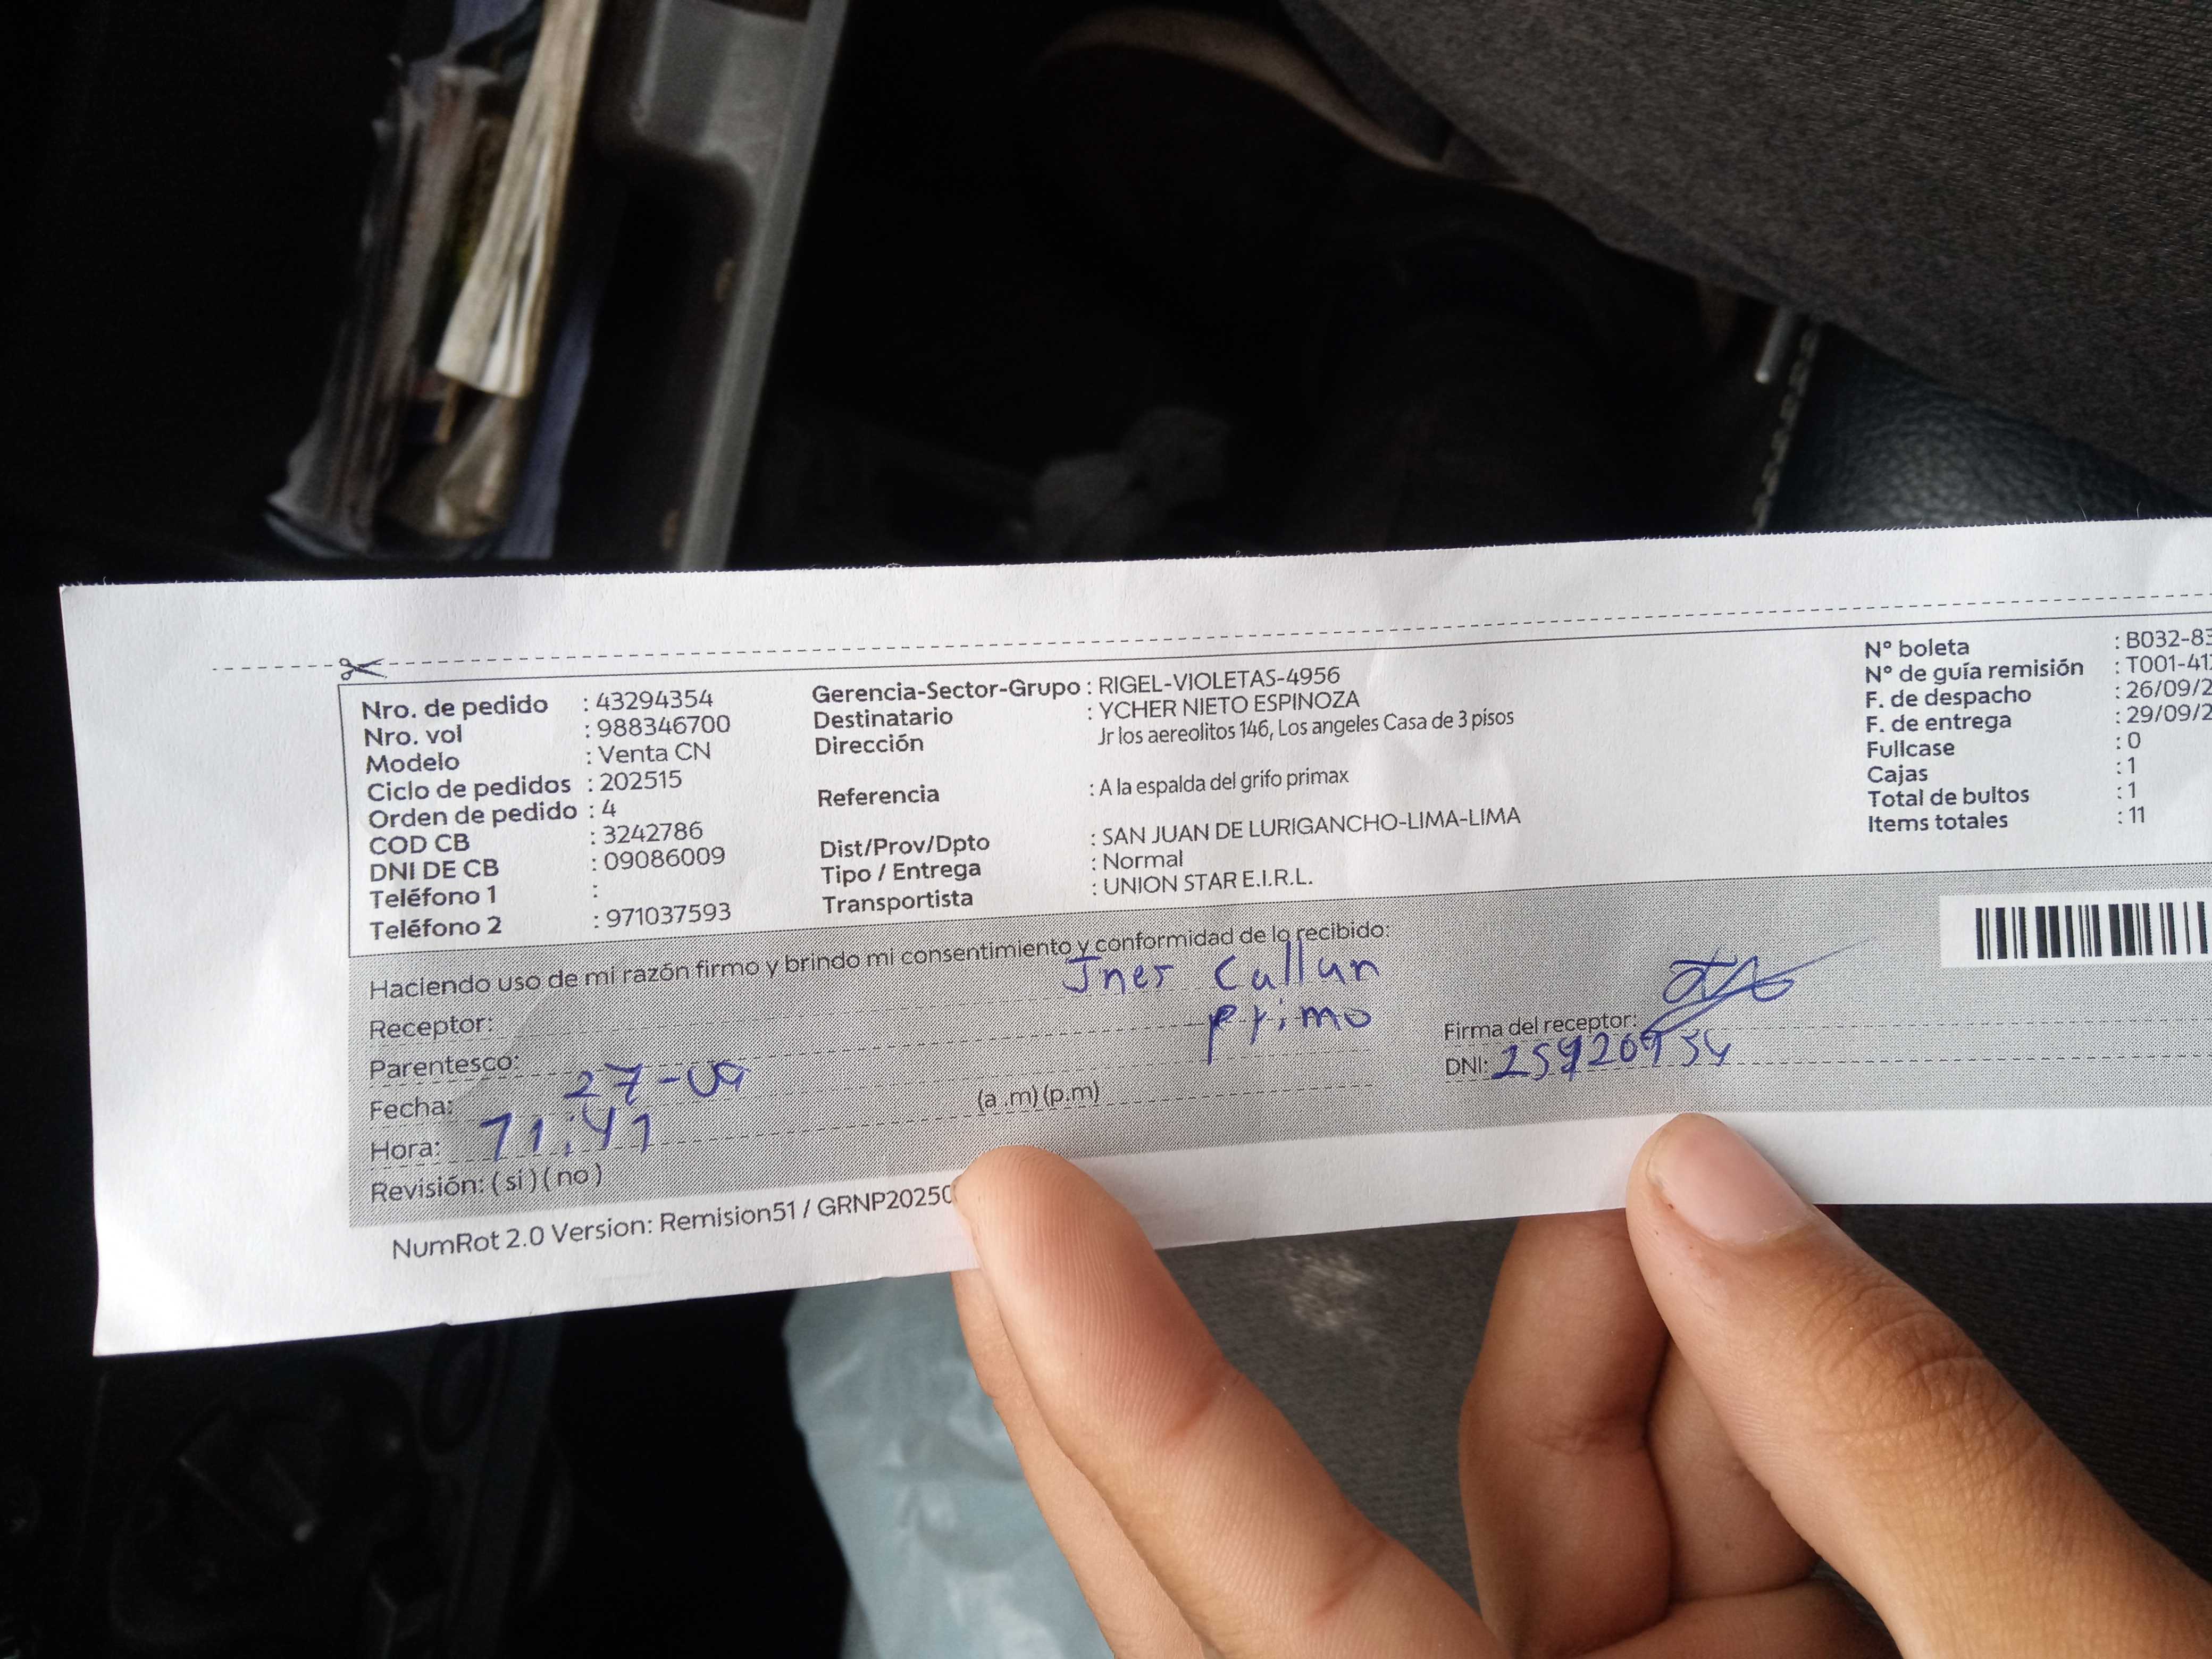 Nro. de pedido : 43294354
Nro. vol : 988346700
Modelo : Venta CN
Ciclo de pedidos : 202515
Orden de pedido : 4
COD CB : 3242786
DNI DE CB : 09086009
Teléfono 1 :
Teléfono 2 : 971037593
Gerencia-Sector-Grupo : RIGEL-VIOLETAS-4956
Destinatario : YCHER NIETO ESPINOZA
Dirección Jr los aereolitos 146, Los angeles Casa de 3 pisos
Referencia : A la espalda del grifo primax
Dist/Prov/Dpto : SAN JUAN DE LURIGANCHO-LIMA-LIMA
Tipo / Entrega : Normal
Transportista : UNION STAR E.I.R.L.
N° boleta : B032-83
N° de guía remisión : T001-41
F. de despacho : 26/09/2
F. de entrega : 29/09/2
Fullcase : 0
Cajas : 1
Total de bultos : 1
Items totales : 11
Haciendo uso de mi razón firmo y brindo mi consentimiento y conformidad de lo recibido:
Receptor: Jner
Parentesco: primo
Fecha: 27-09
Hora: 11:41 (a .m) (p.m)
Revisión: ( si ) ( no )
Firma del receptor:
DNI:
NumRot 2.0 Version: Remision51 / GRNP20250